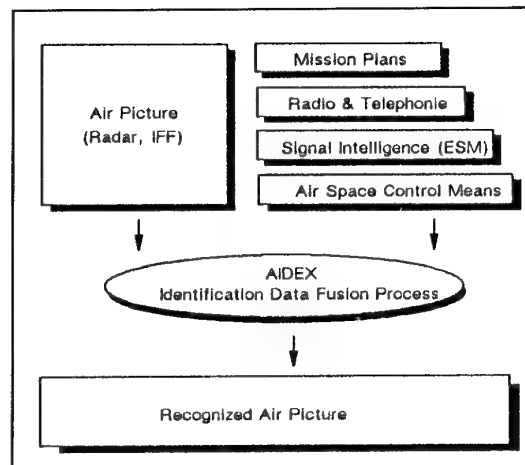 Air Picture
(Radar, IFF)
Mission Plans
Radio & Telephonie
Signal Intelligence (ESM)
Air Space Control Means
AIDEX
Identification Data Fusion Process
Recognized Air Picture